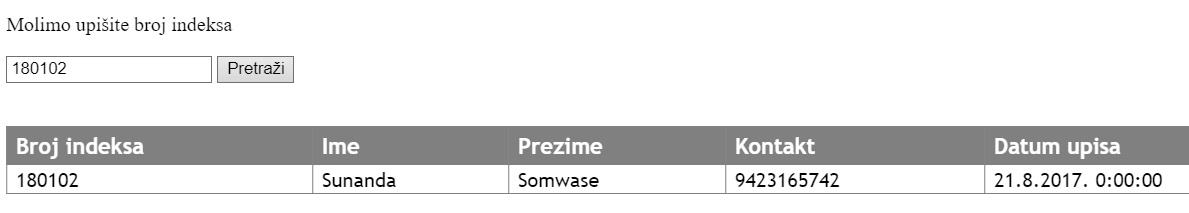 Molimo upišite broj indeksa
180102 Pretraži
Broj indeksa Ime Prezime Kontakt Datum upisa
180102 Sunanda Somwase 9423165742 21.8.2017. 0:00:00